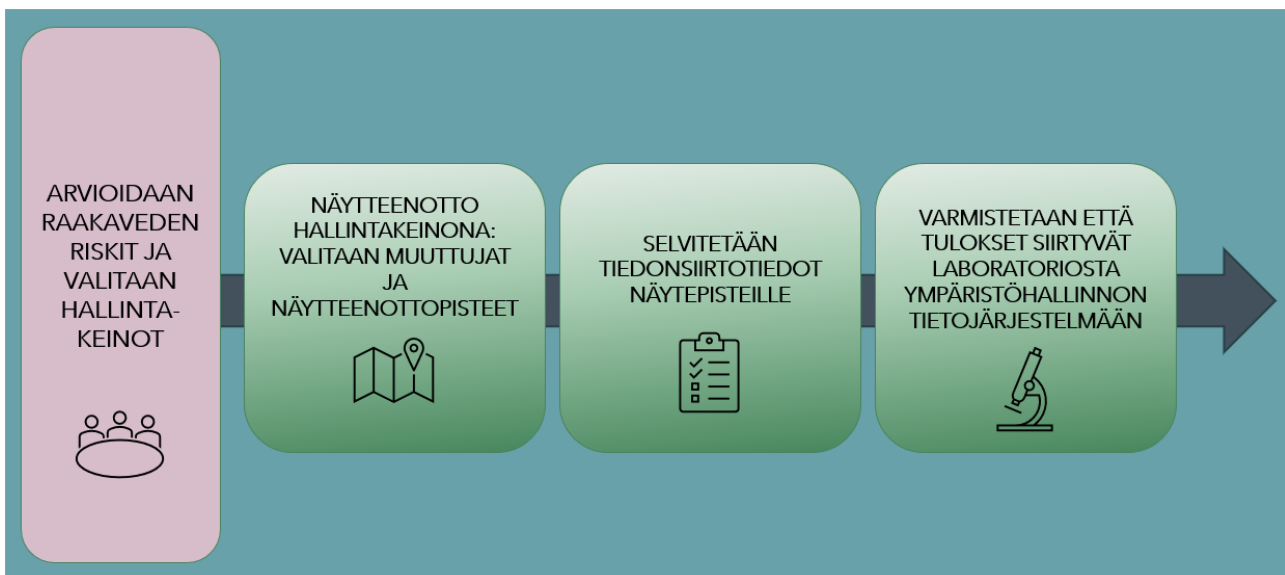 ARVIOIDAAN
RAAKAVEDEN
RISKIT JA
VALITAAN
HALLINTA-
KEINOT
NÄYTTEENOTTO
HALLINTAKEINONA:
VALITAAN MUUTTUJAT
JA
NÄYTTEENOTTOPISTEET
SELVITETÄÄN
TIEDONSIIRTOTIEDOT
NÄYTEPISTEILLE
VARMISTETAAN ETTÄ
TULOKSET SIIRTYVÄT
LABORATORIOSTA
YMPÄRISTÖHALLINNON
TIETOJÄRJESTELMÄÄN